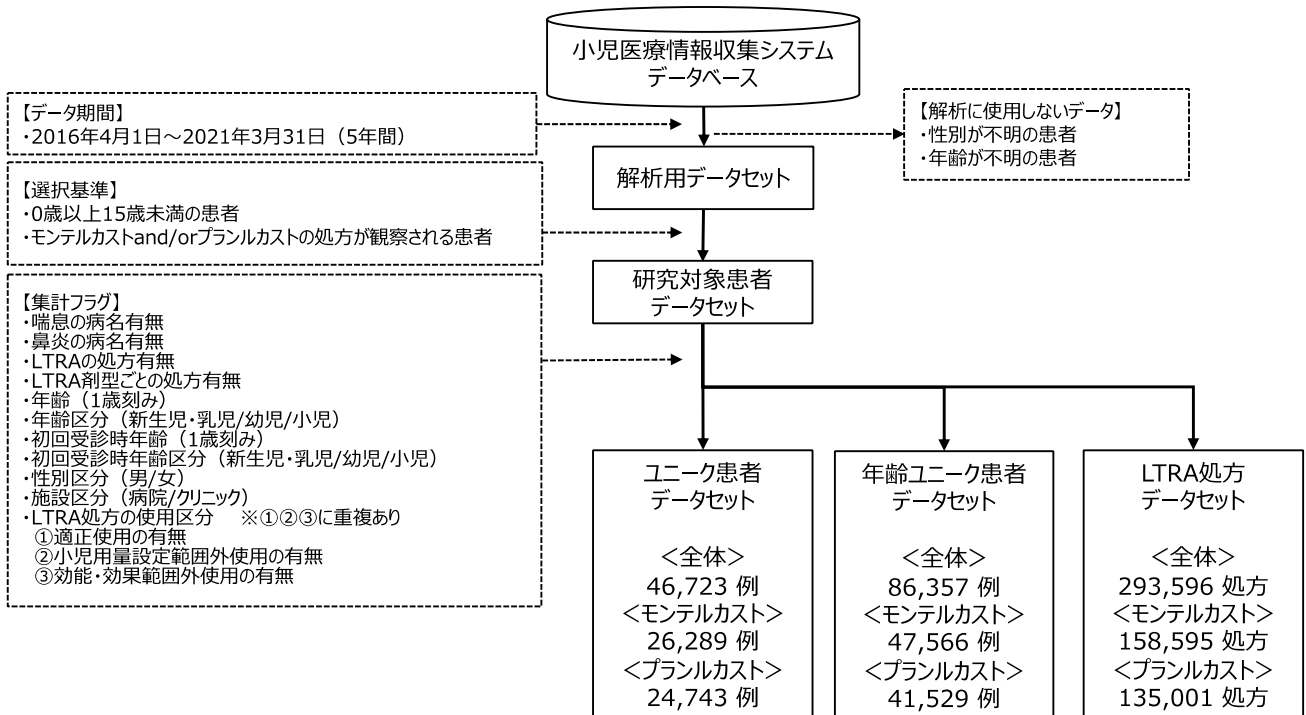 小児医療情報収集システム
データベース
【データ期間】
・2016年4月1日～2021年3月31日（5年間）
【解析に使用しないデータ】
・性別が不明の患者
・年齢が不明の患者
解析用データセット
【選択基準】
・0歳以上15歳未満の患者
・モンテルカストand/orプランルカストの処方が観察される患者
研究対象患者
データセット
【集計フラグ】
・喘息の病名有無
・鼻炎の病名有無
・LTRAの処方有無
・LTRA剤型ごとの処方有無
・年齢（1歳刻み）
・年齢区分（新生児・乳児/幼児/小児）
・初回受診時年齢（1歳刻み）
・初回受診時年齢区分（新生児・乳児/幼児/小児）
・性別区分（男/女）
・施設区分（病院/クリニック）
・LTRA処方の使用区分　※①②③に重複あり
①適正使用の有無
②小児用量設定範囲外使用の有無
③効能・効果範囲外使用の有無
ユニーク患者
データセット
＜全体＞
46,723 例
＜モンテルカスト＞
26,289 例
＜プランルカスト＞
24,743 例
年齢ユニーク患者
データセット
＜全体＞
86,357 例
＜モンテルカスト＞
47,566 例
＜プランルカスト＞
41,529 例
LTRA処方
データセット
＜全体＞
293,596 処方
＜モンテルカスト＞
158,595 処方
＜プランルカスト＞
135,001 処方